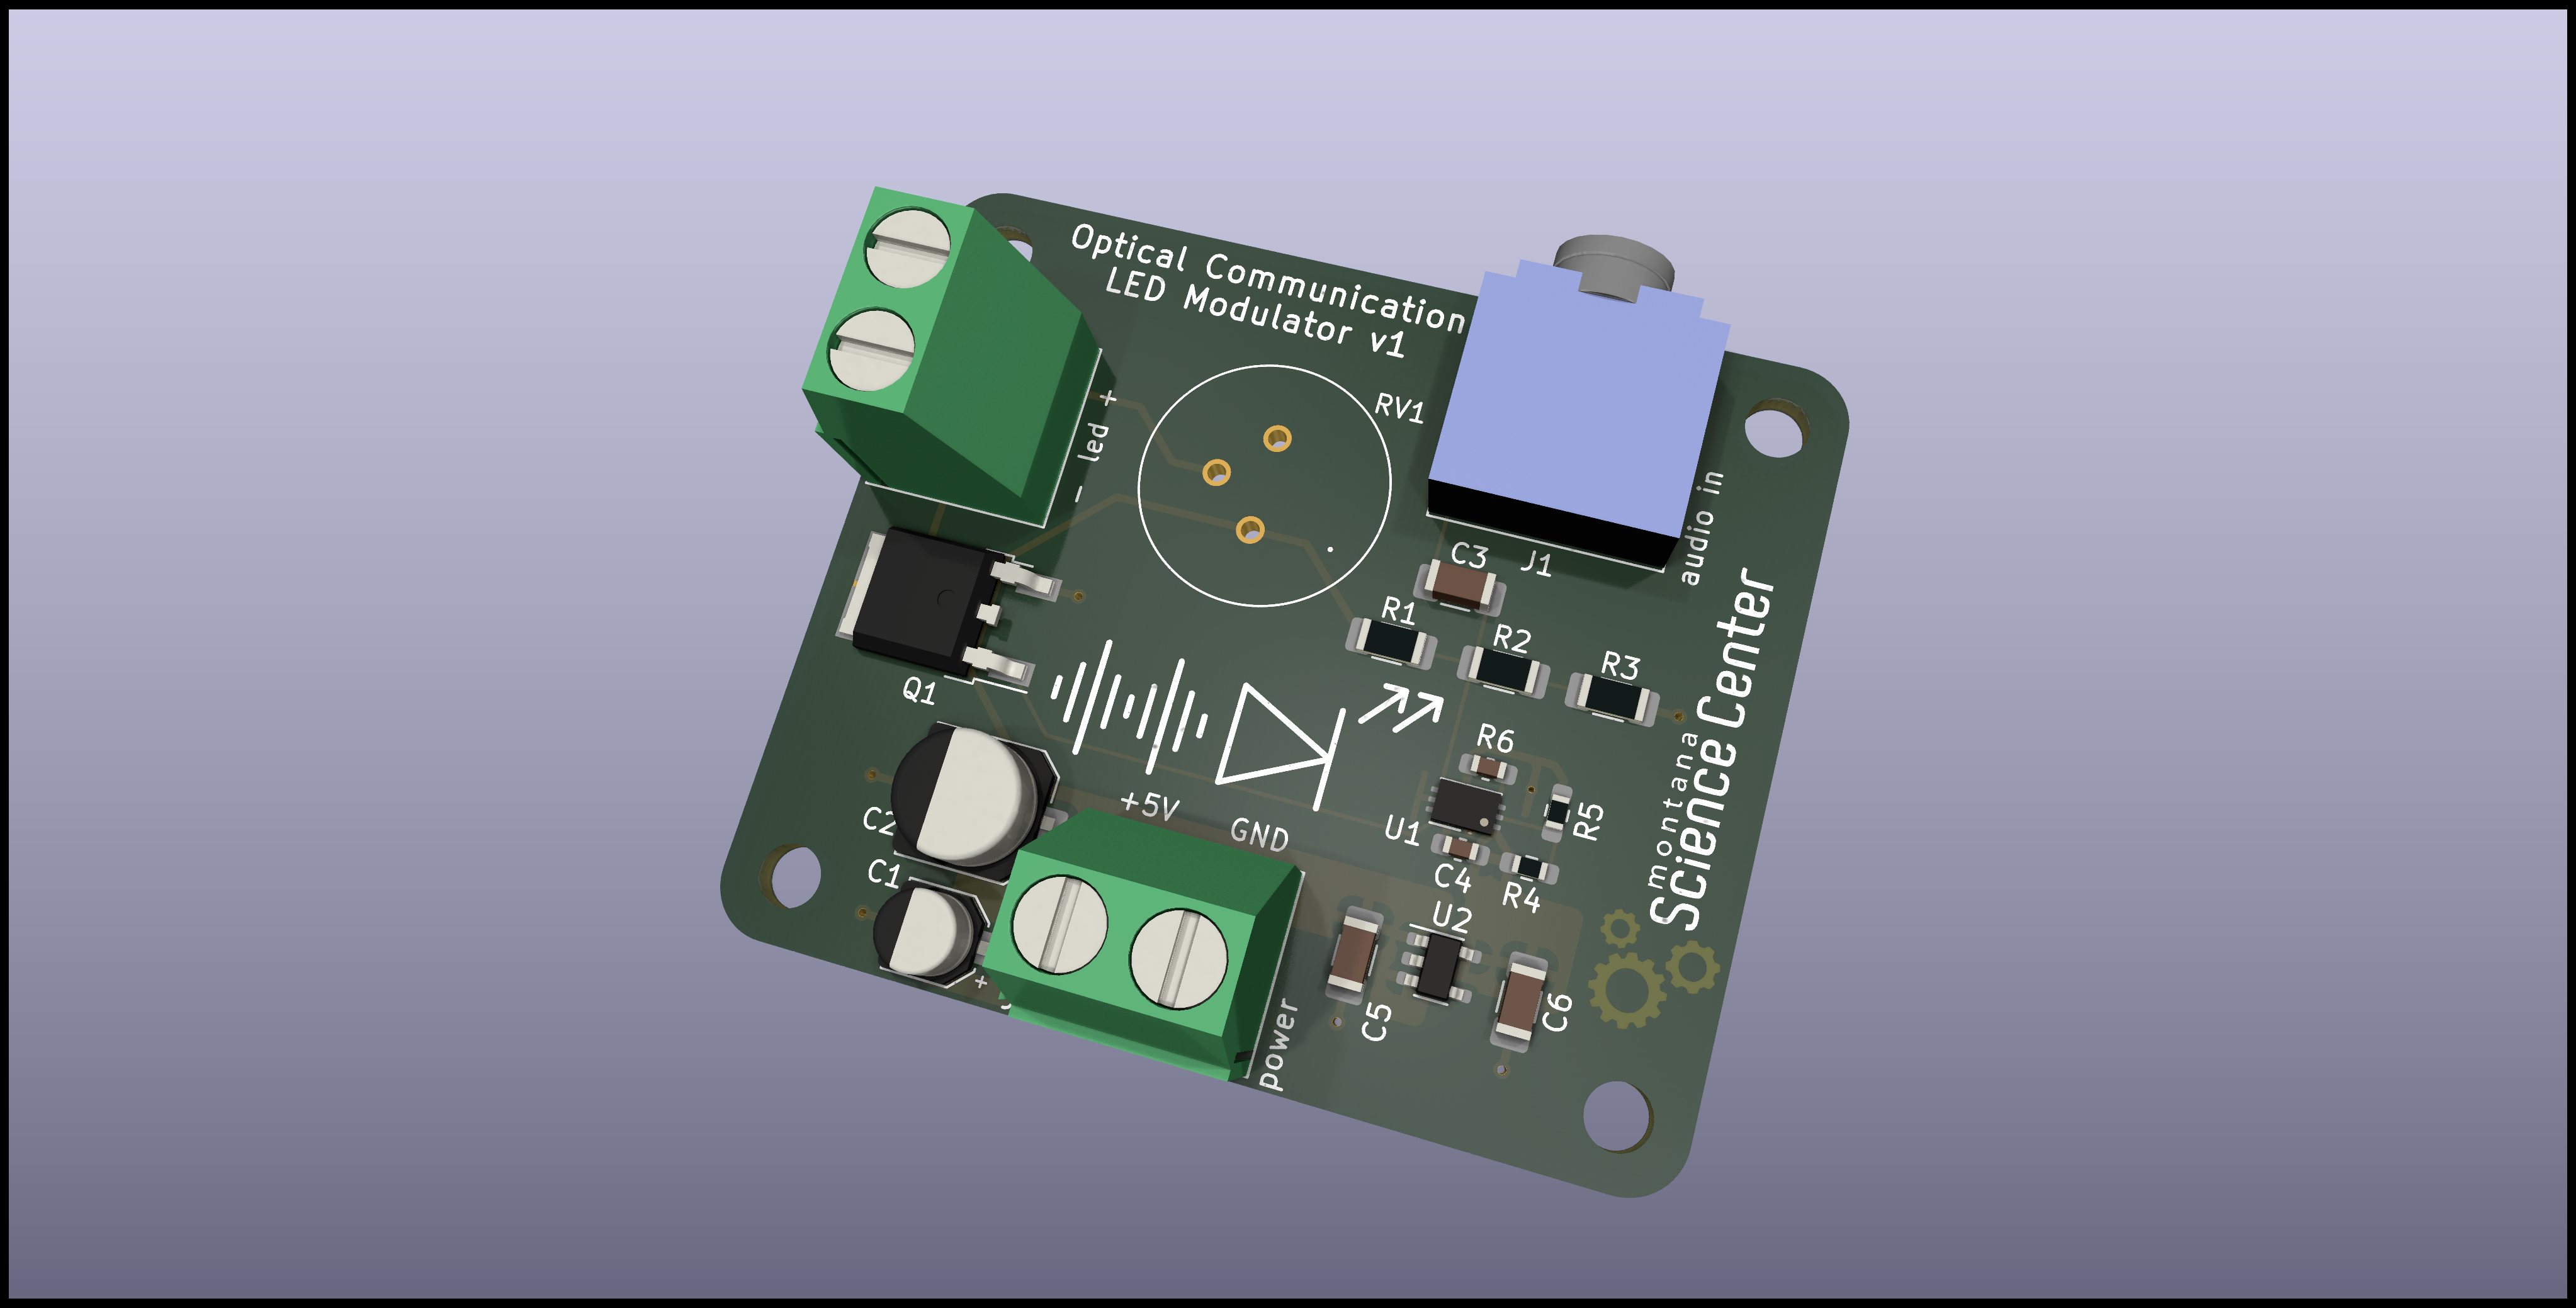 Optical Communication
LED Modulator v1
+
led
-
RV1
audio in
J1
C3
R1
R2
R3
Q1
R6
R5
U1
C4
R4
+5V
GND
C2
C1
+
U2
C5
C6
power
montana
Science Center